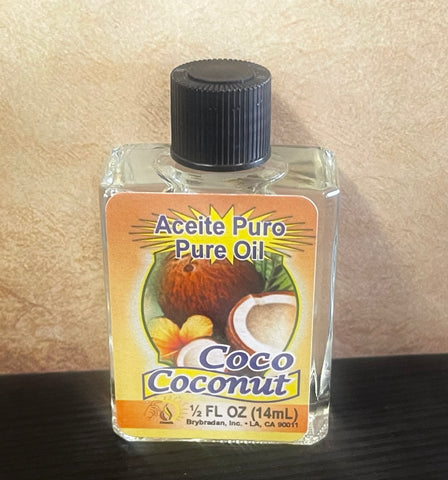 Aceite Puro
Pure Oil
Coco
Coconut
½ FL OZ (14mL)
Brybradan, Inc. • LA, CA 90011